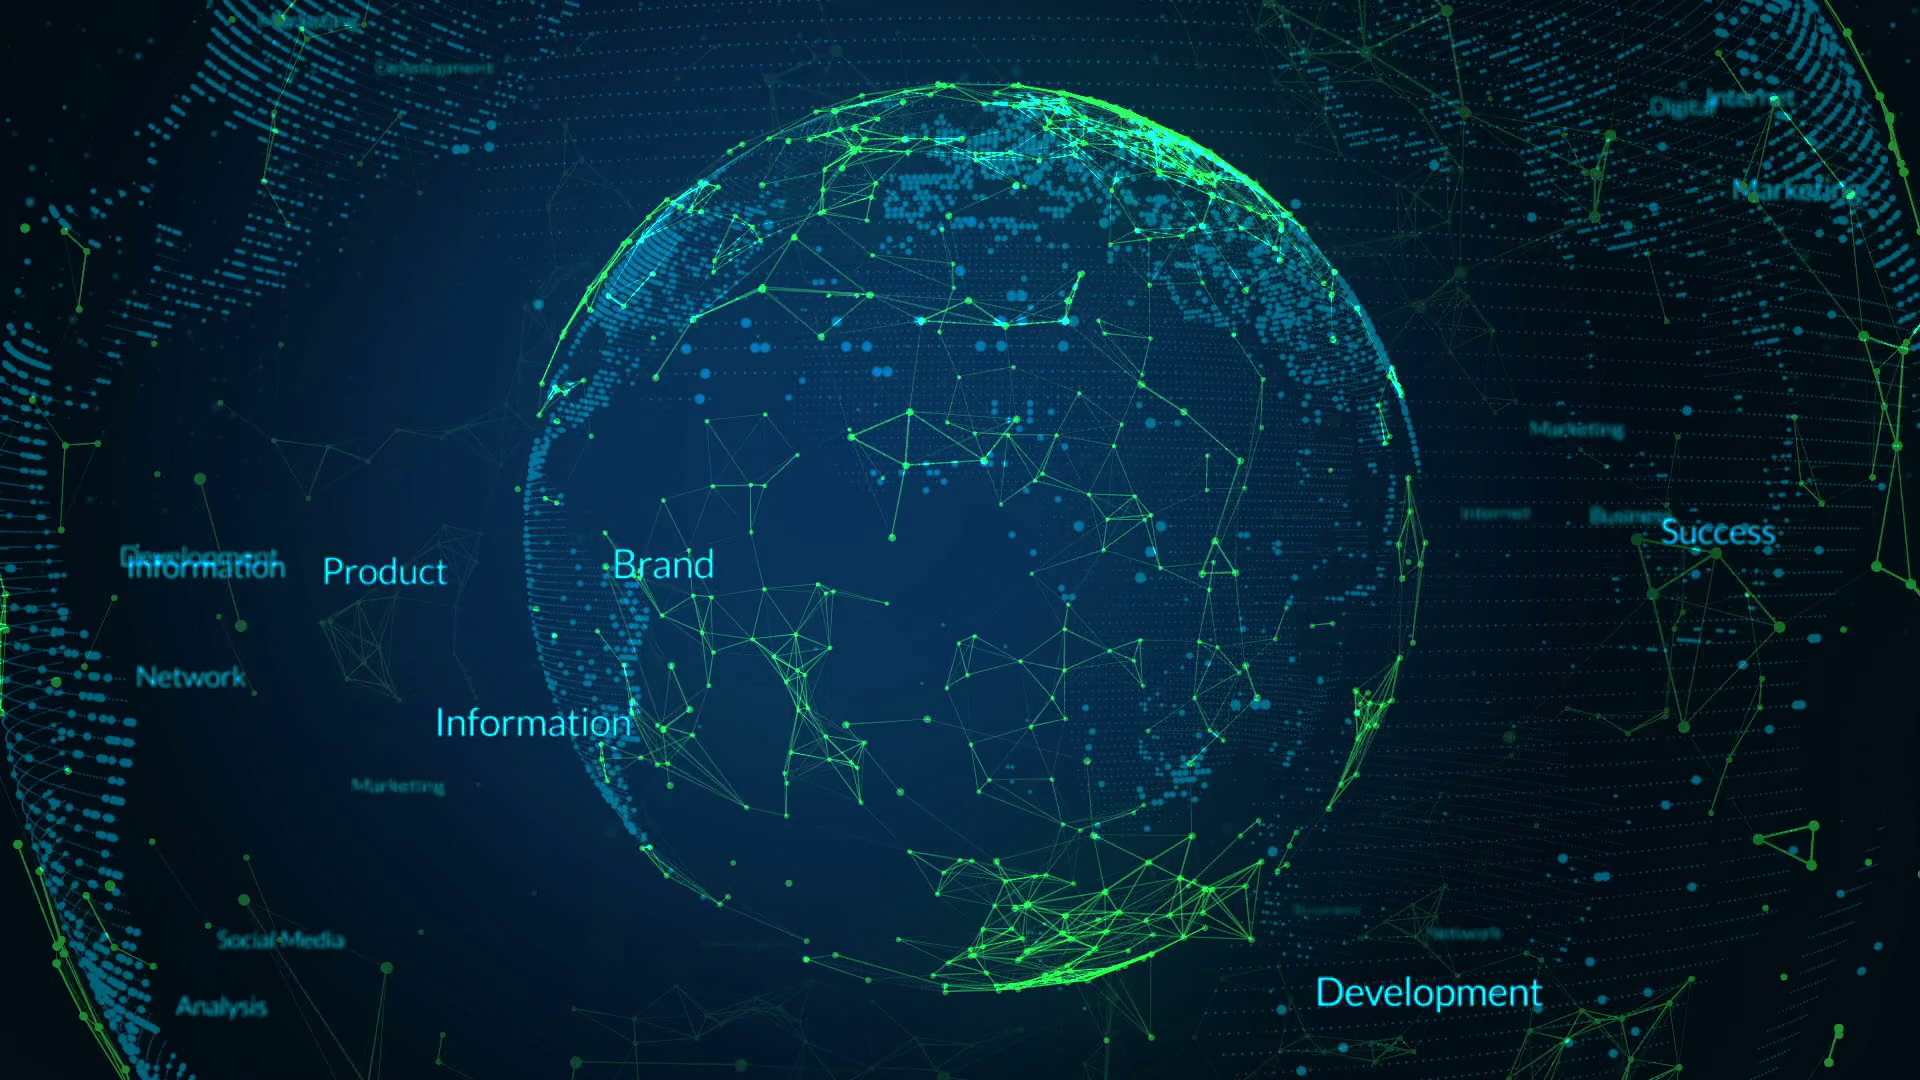 Marketing
Development
Digital
Internet
Marketing
Marketing
Internet
Business
Success
Development
Information
Product
Brand
Network
Information
Marketing
Network
Social Media
Development
Analysis